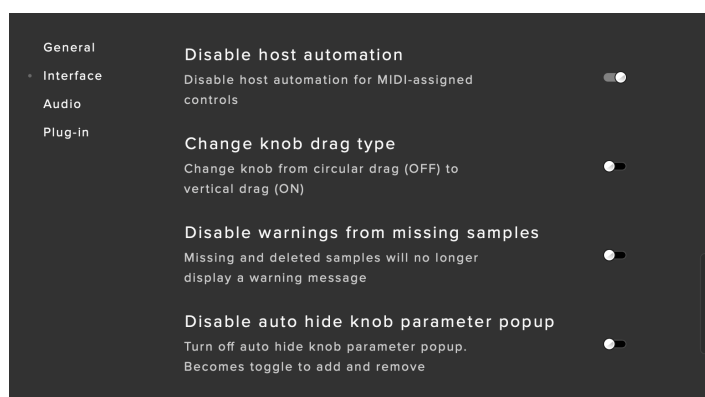 General
Interface
Audio
Plug-in
Disable host automation
Disable host automation for MIDI-assigned
controls
Change knob drag type
Change knob from circular drag (OFF) to
vertical drag (ON)
Disable warnings from missing samples
Missing and deleted samples will no longer
display a warning message
Disable auto hide knob parameter popup
Turn off auto hide knob parameter popup.
Becomes toggle to add and remove